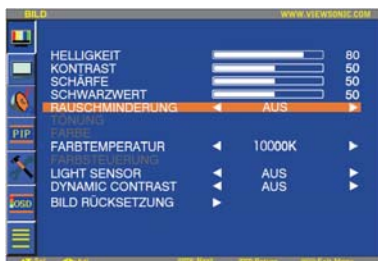 BILD WWW.VIEWSONIC.COM
HELLIGKEIT 80
KONTRAST 50
SCHÄRFE 50
SCHWARZWERT 50
RAUSCHMINDERUNG AUS
TÖNUNG
FARBE
PIP
FARBTEMPERATUR 10000K
FARBSTEUERUNG
LIGHT SENSOR AUS
DYNAMIC CONTRAST AUS
OSD
BILD RÜCKSETZUNG